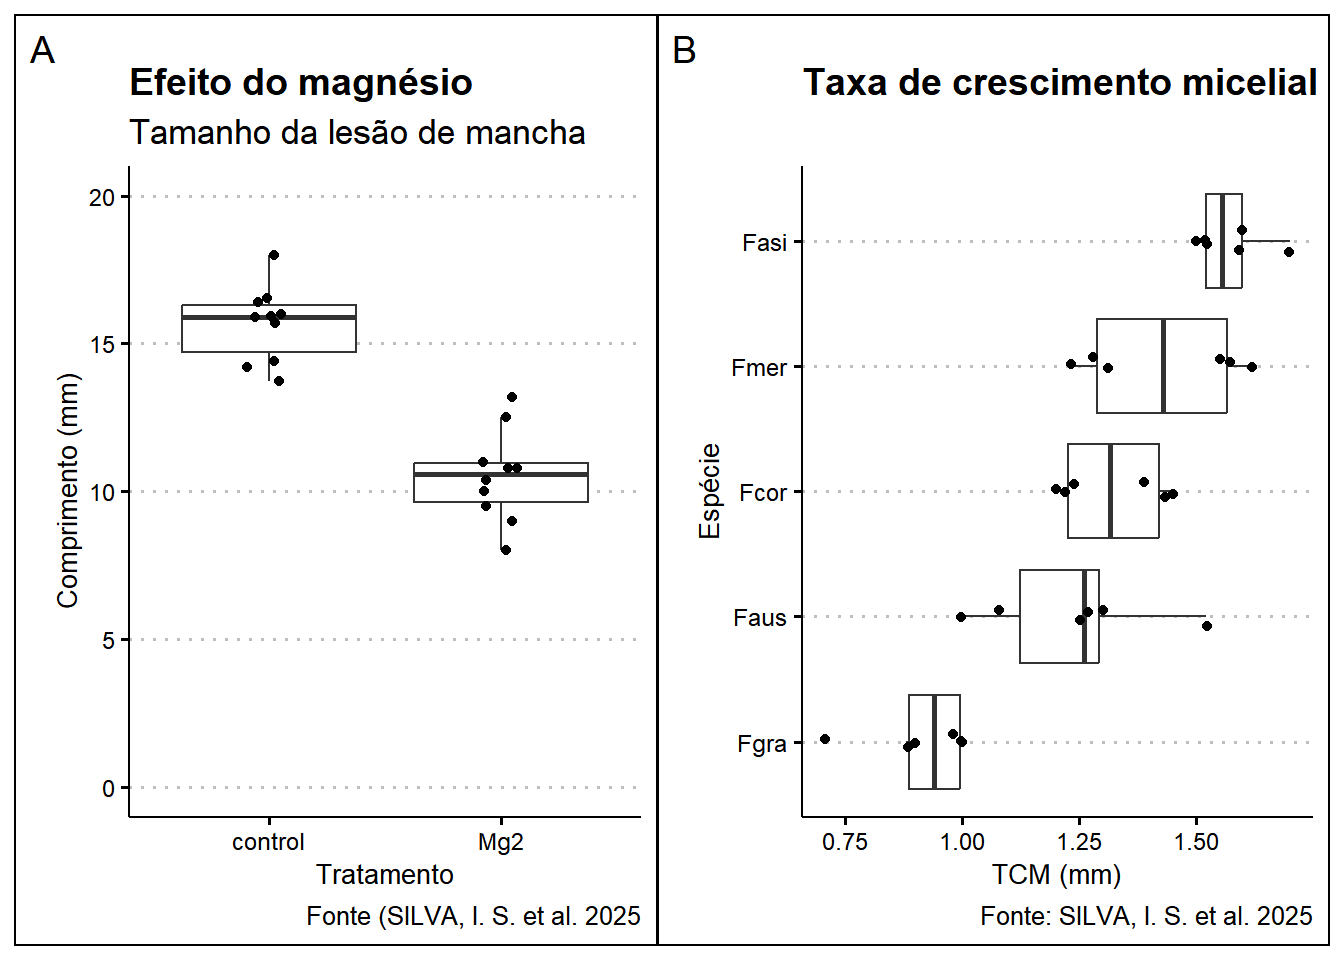 A
Efeito do magnésio
Tamanho da lesão de mancha
Comprimento (mm)
20
15
10
5
0
control
Mg2
Tratamento
Fonte (SILVA, I. S. et al. 2025
B
Taxa de crescimento micelial
Espécie
Fasi
Fmer
Fcor
Faus
Fgra
0.75
1.00
1.25
1.50
TCM (mm)
Fonte: SILVA, I. S. et al. 2025